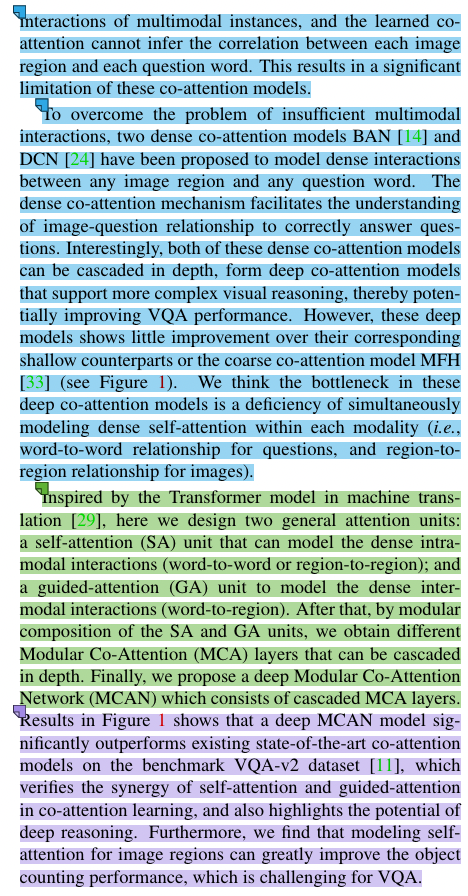 interactions of multimodal instances, and the learned co-
attention cannot infer the correlation between each image
region and each question word. This results in a significant
limitation of these co-attention models.
To overcome the problem of insufficient multimodal
interactions, two dense co-attention models BAN [14] and
DCN [24] have been proposed to model dense interactions
between any image region and any question word. The
dense co-attention mechanism facilitates the understanding
of image-question relationship to correctly answer ques-
tions. Interestingly, both of these dense co-attention models
can be cascaded in depth, form deep co-attention models
that support more complex visual reasoning, thereby poten-
tially improving VQA performance. However, these deep
models shows little improvement over their corresponding
shallow counterparts or the coarse co-attention model MFH
[33] (see Figure 1). We think the bottleneck in these
deep co-attention models is a deficiency of simultaneously
modeling dense self-attention within each modality (i.e.,
word-to-word relationship for questions, and region-to-
region relationship for images).
Inspired by the Transformer model in machine trans-
lation [29], here we design two general attention units:
a self-attention (SA) unit that can model the dense intra-
modal interactions (word-to-word or region-to-region); and
a guided-attention (GA) unit to model the dense inter-
modal interactions (word-to-region). After that, by modular
composition of the SA and GA units, we obtain different
Modular Co-Attention (MCA) layers that can be cascaded
in depth. Finally, we propose a deep Modular Co-Attention
Network (MCAN) which consists of cascaded MCA layers.
Results in Figure 1 shows that a deep MCAN model sig-
nificantly outperforms existing state-of-the-art co-attention
models on the benchmark VQA-v2 dataset [11], which
verifies the synergy of self-attention and guided-attention
in co-attention learning, and also highlights the potential of
deep reasoning. Furthermore, we find that modeling self-
attention for image regions can greatly improve the object
counting performance, which is challenging for VQA.